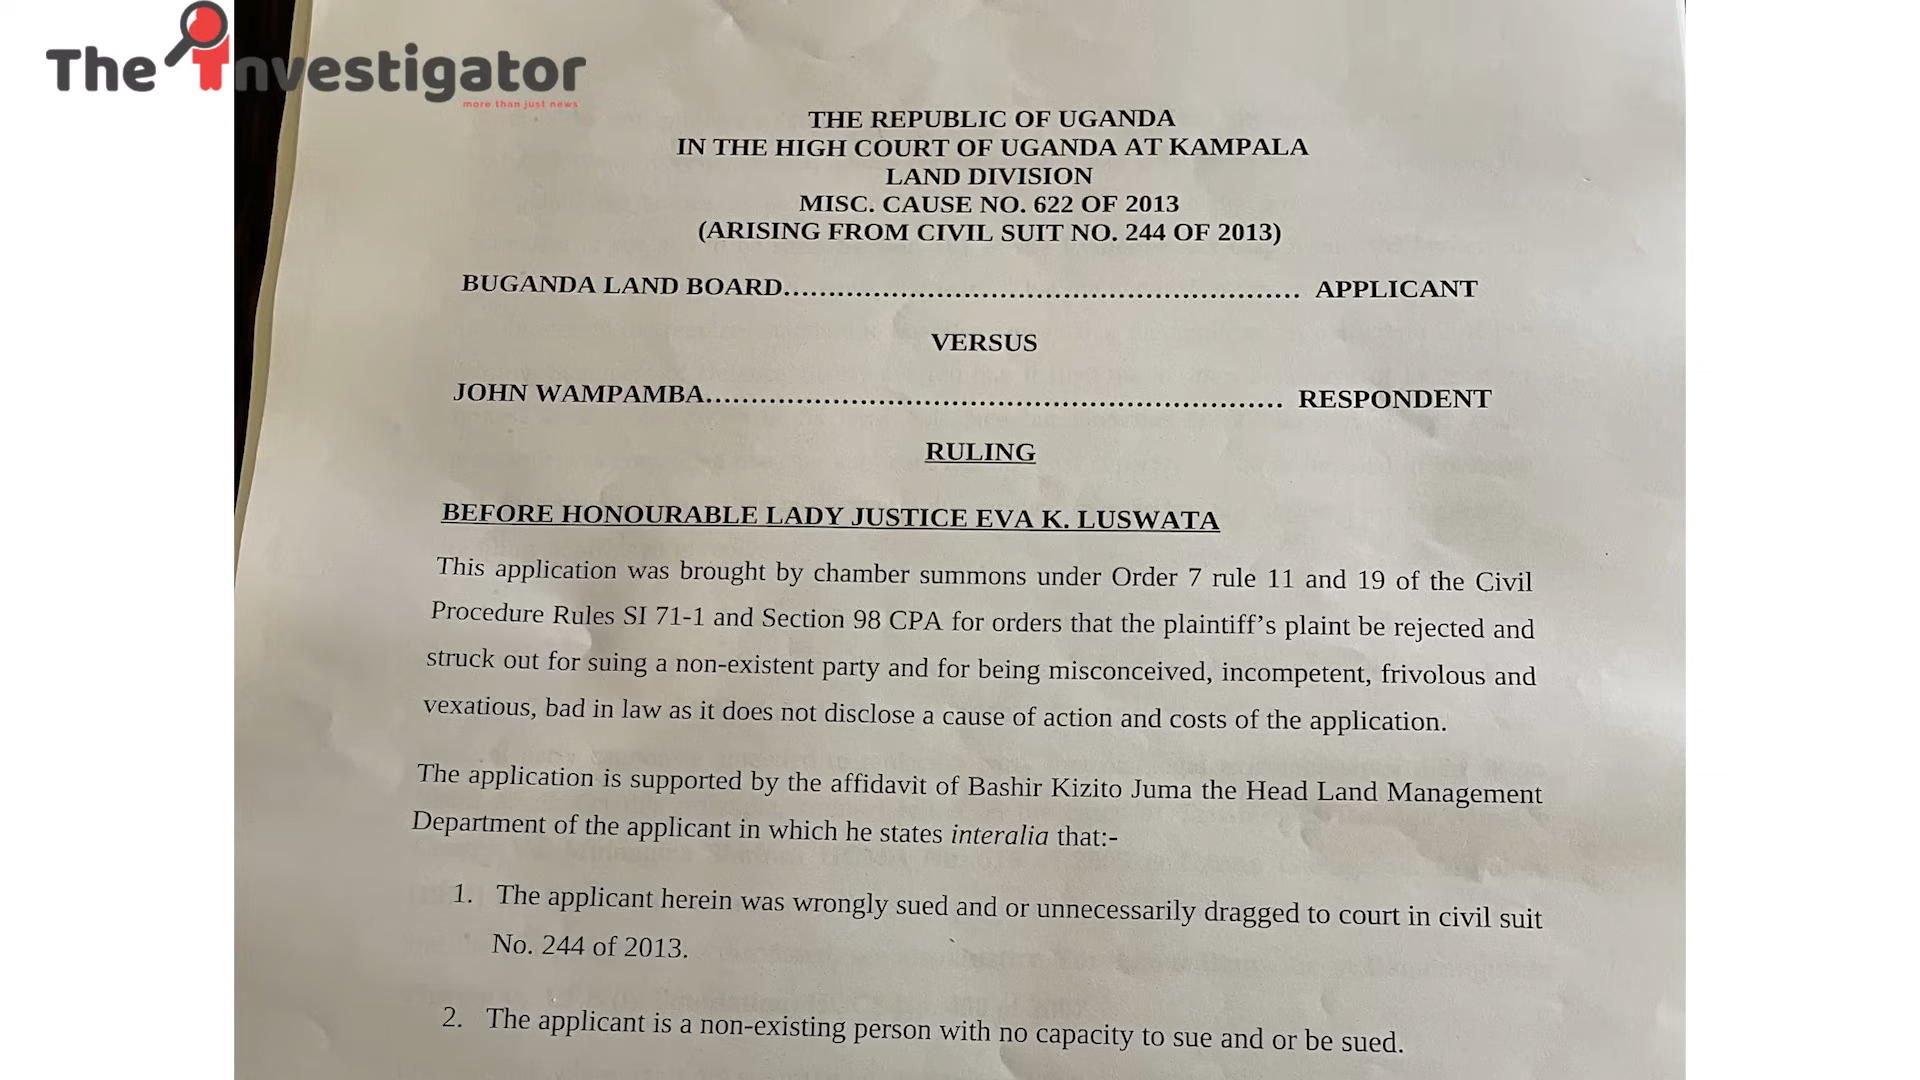 The investigator
more than just news
THE REPUBLIC OF UGANDA
IN THE HIGH COURT OF UGANDA AT KAMPALA
LAND DIVISION
MISC. CAUSE NO. 622 OF 2013
(ARISING FROM CIVIL SUIT NO. 244 OF 2013)
BUGANDA LAND BOARD.......................................................... APPLICANT
VERSUS
JOHN WAMPAMBA................................................................ RESPONDENT
RULING
BEFORE HONOURABLE LADY JUSTICE EVA K. LUSWATA
This application was brought by chamber summons under Order 7 rule 11 and 19 of the Civil
Procedure Rules SI 71-1 and Section 98 CPA for orders that the plaintiff's plaint be rejected and
struck out for suing a non-existent party and for being misconceived, incompetent, frivolous and
vexatious, bad in law as it does not disclose a cause of action and costs of the application.
The application is supported by the affidavit of Bashir Kizito Juma the Head Land Management
Department of the applicant in which he states interalia that:-
1. The applicant herein was wrongly sued and or unnecessarily dragged to court in civil suit
No. 244 of 2013.
2. The applicant is a non-existing person with no capacity to sue and or be sued.